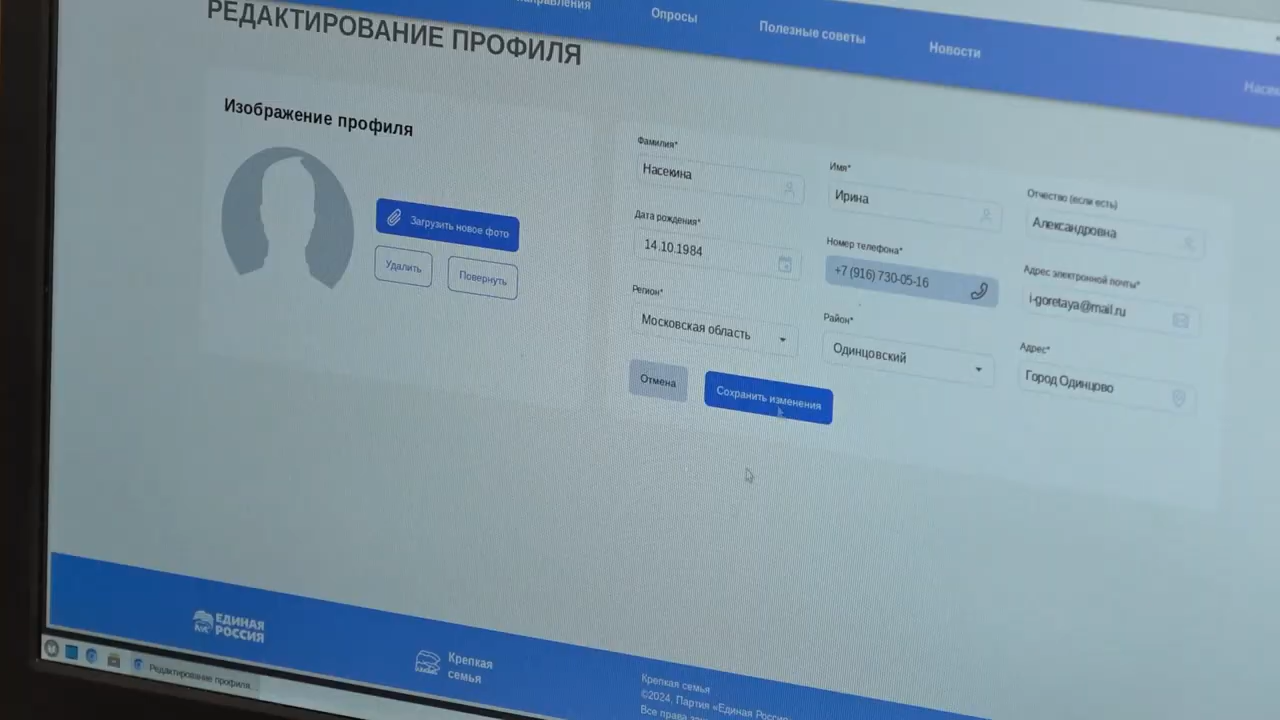 Опросы
Полезные советы
Новости
РЕДАКТИРОВАНИЕ ПРОФИЛЯ
Изображение профиля
Загрузить новое фото
Удалить
Повернуть
Фамилия*
Насекина
Имя*
Ирина
Отчество (если есть)
Александровна
Дата рождения*
14.10.1984
Номер телефона*
+7 (916) 730-05-16
Адрес электронной почты*
i-goretaya@mail.ru
Регион*
Московская область
Район*
Одинцовский
Адрес*
Город Одинцово
Отмена
Сохранить изменения
ЕДИНАЯ
РОССИЯ
Крепкая
семья
Крепкая семья
©2024, Партия «Единая
Все права
Редактирование профиля...